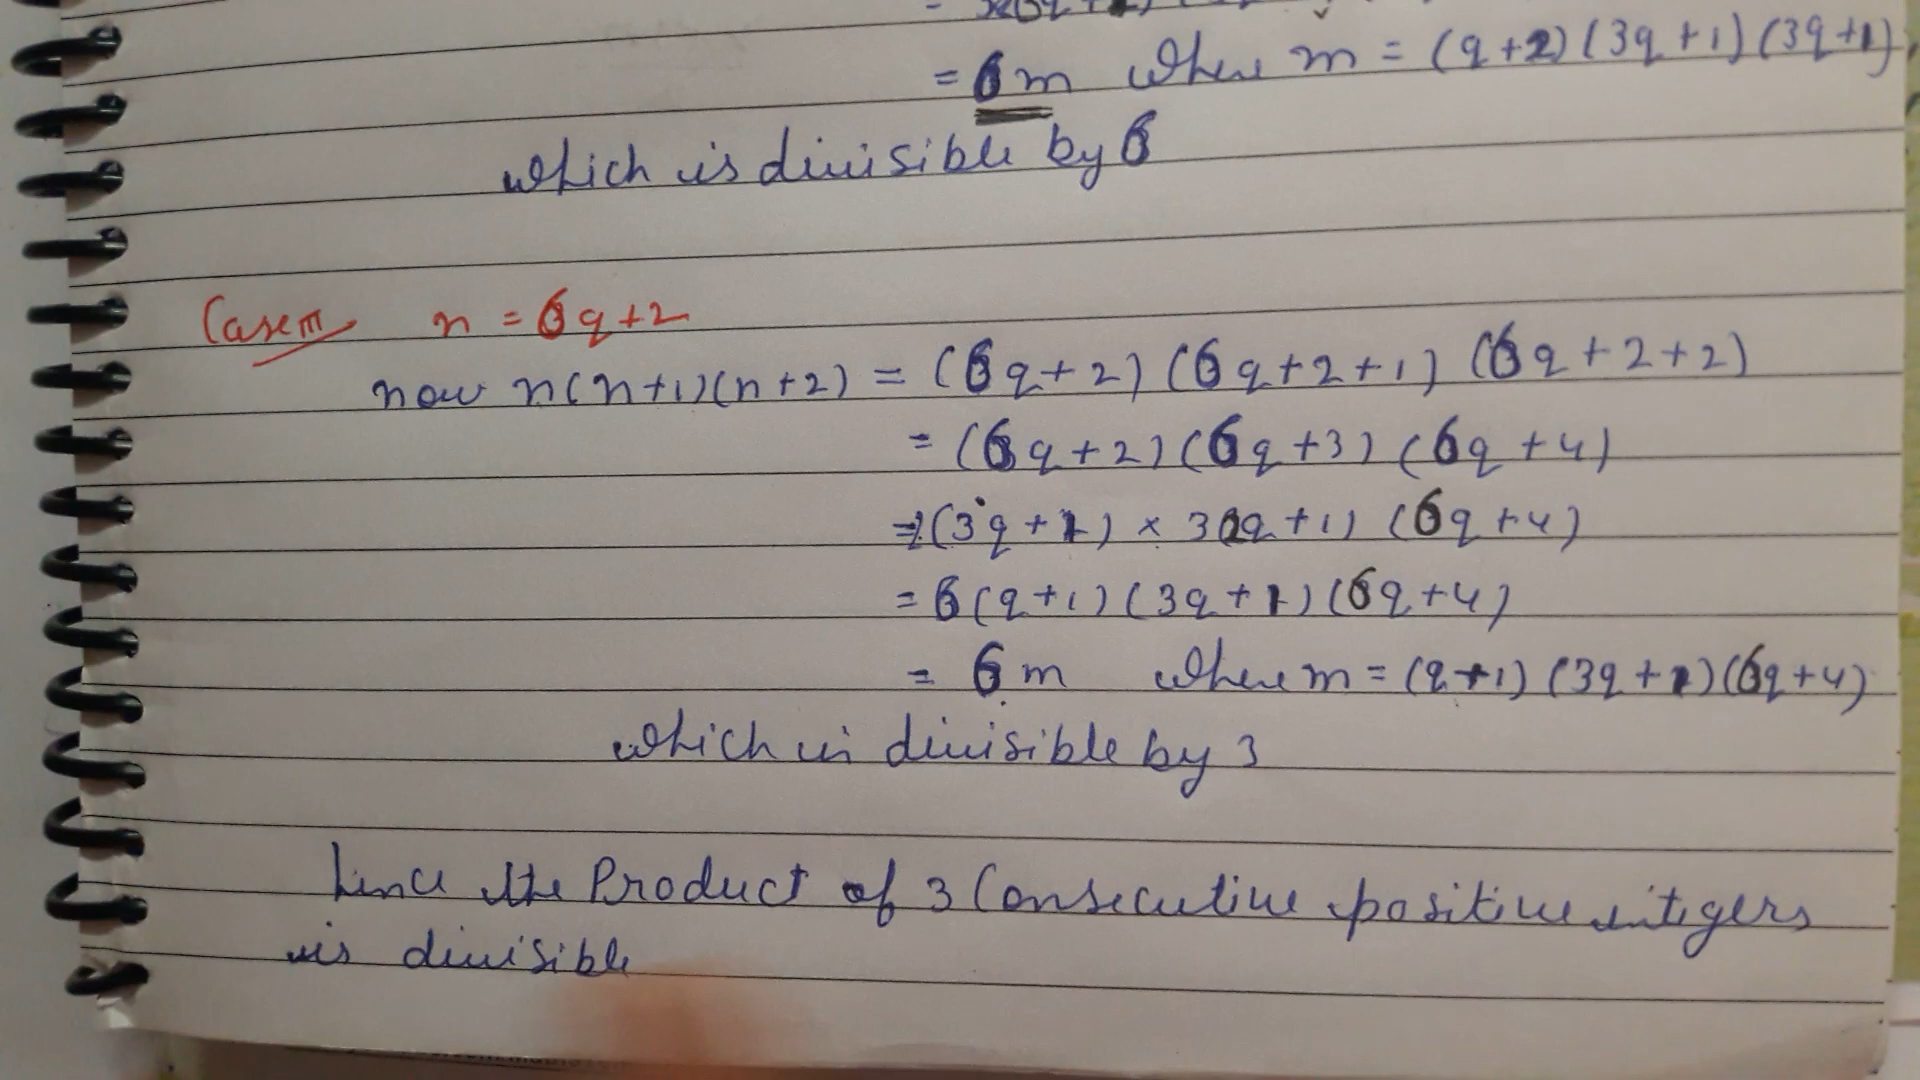 = 6m where m = (q+2)(3q+1)(3q+1),
which is divisible by 6
Case III n = 6q+2
now n(n+1)(n+2) = (6q+2)(6q+2+1)(6q+2+2)
= (6q+2)(6q+3)(6q+4)
=2(3q+1) × 3(2q+1)(6q+4)
= 6(q+1)(3q+1)(6q+4)
= 6m where m = (q+1)(3q+1)(6q+4)
which is divisible by 3
hence the Product of 3 Consecutive positive integers
is divisible